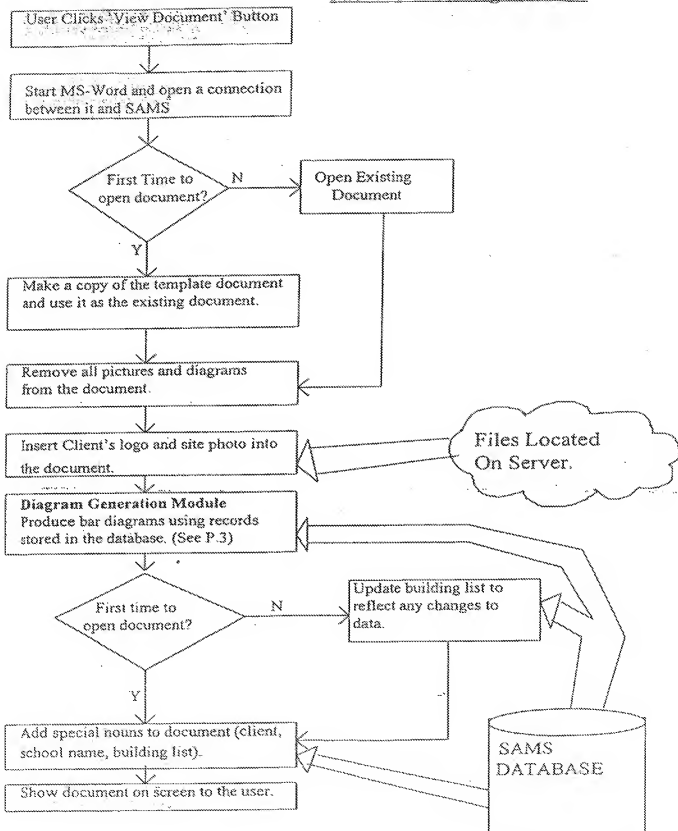 User Clicks 'View Document' Button
Start MS-Word and open a connection
between it and SAMS
First Time to
open document?
N
Open Existing
Document
Y
Make a copy of the template document
and use it as the existing document.
Remove all pictures and diagrams
from the document.
Insert Client's logo and site photo into
the document.
Files Located
On Server.
Diagram Generation Module
Produce bar diagrams using records
stored in the database. (See P.3)
First time to
open document?
N
Update building list to
reflect any changes to
data.
Y
Add special nouns to document (client,
school name, building list).
SAMS
DATABASE
Show document on screen to the user.